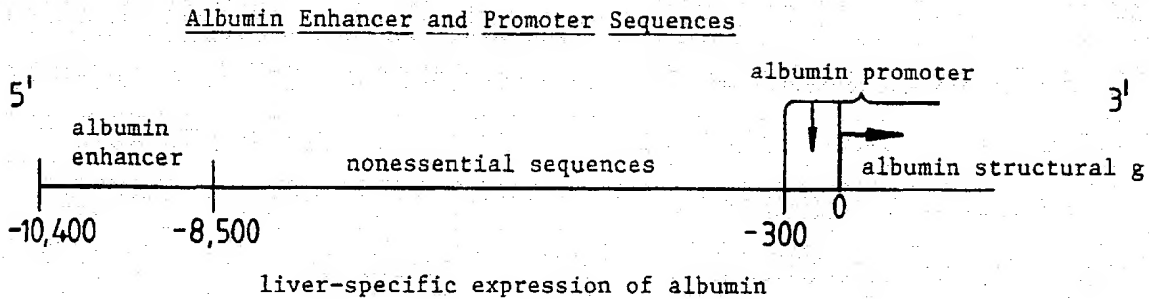 Albumin Enhancer and Promoter Sequences
albumin promoter
5'
3'
albumin
enhancer
nonessential sequences
albumin structural g
-10,400
-8,500
-300
0
liver-specific expression of albumin